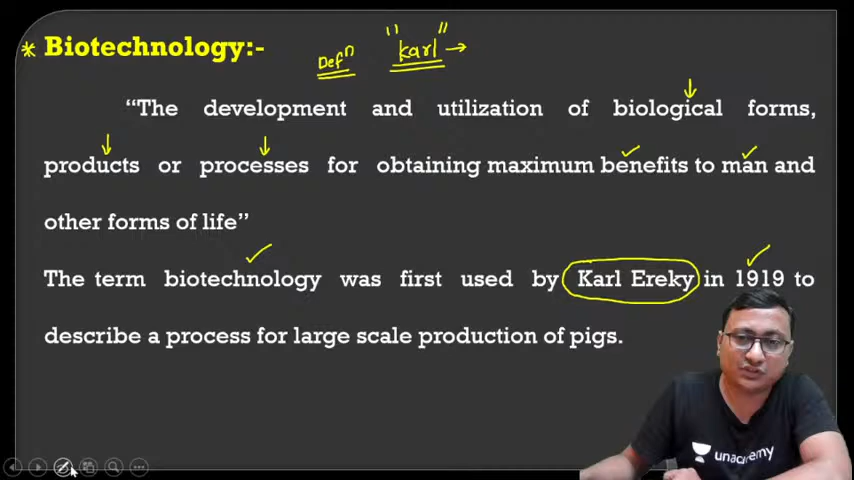 * Biotechnology:-
Defⁿ "karl" →
"The development and utilization of biological forms,
products or processes for obtaining maximum benefits to man and
other forms of life"
The term biotechnology was first used by Karl Ereky in 1919 to
describe a process for large scale production of pigs.
unacademy